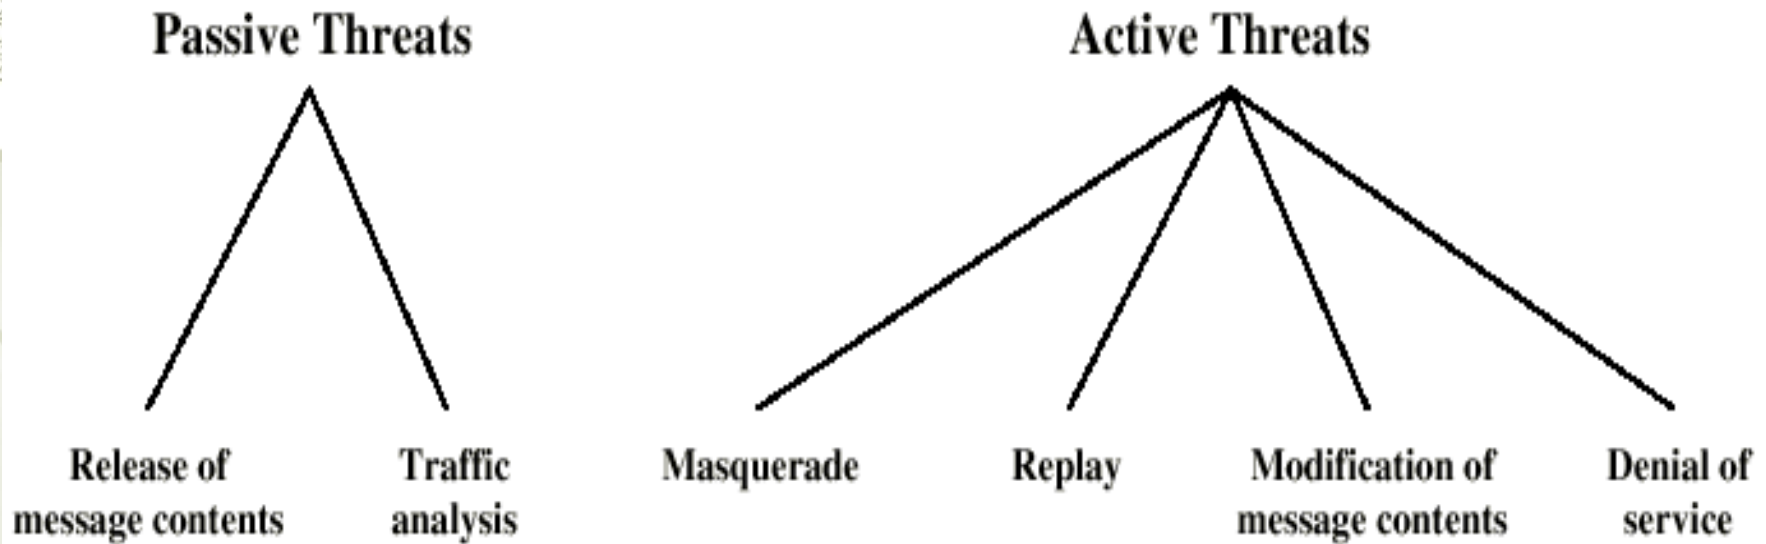 Passive Threats
Active Threats
Release of
message contents
Traffic
analysis
Masquerade
Replay
Modification of
message contents
Denial of
service